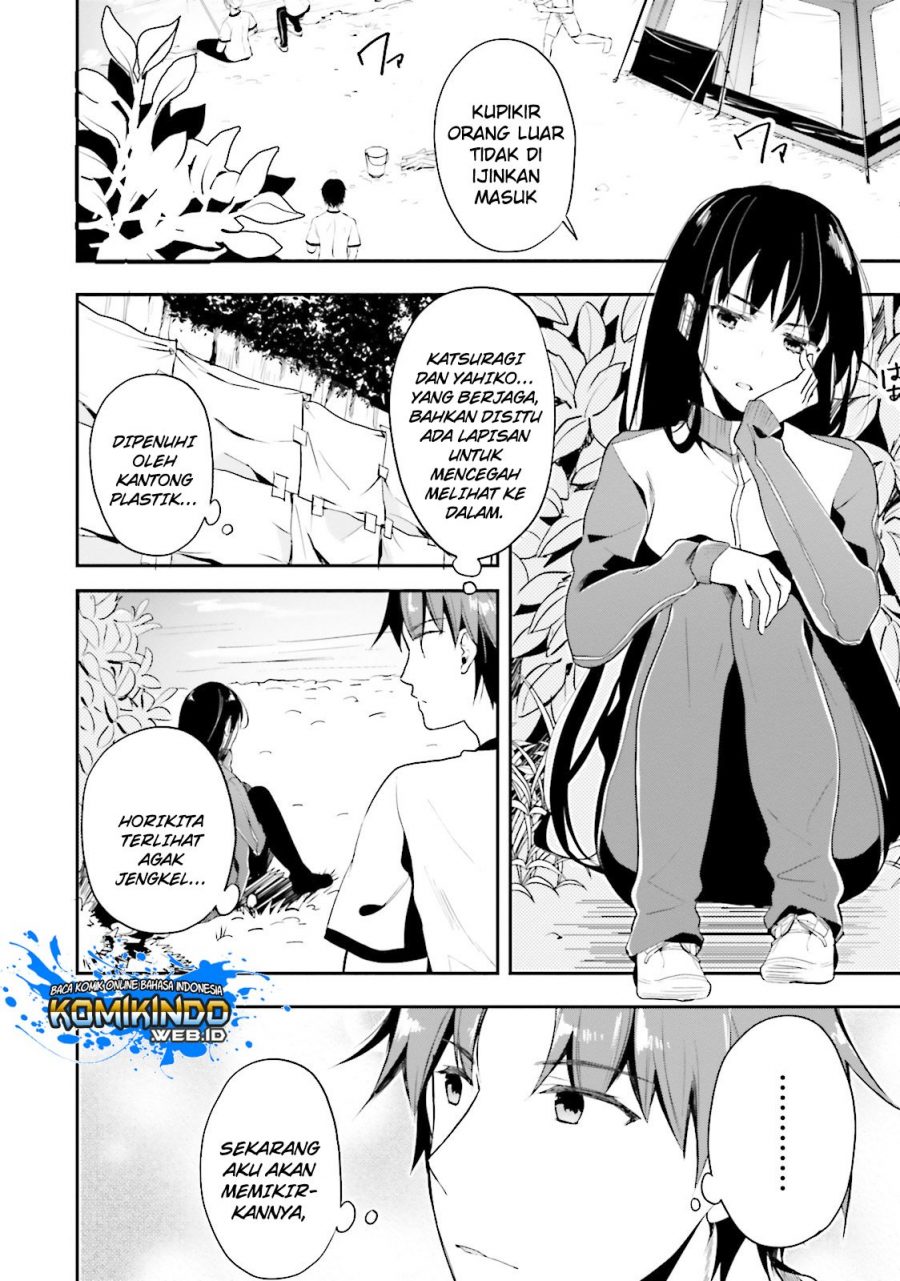 KUPIKIR
ORANG LUAR
TIDAK DI
IJINKAN
MASUK
はぁ
KATSURAGI
DAN YAHIKO...
YANG BERJAGA,
BAHKAN DISITU
ADA LAPISAN
UNTUK
MENCEGAH
MELIHAT KE
DALAM.
DIPENUHI
OLEH
KANTONG
PLASTIK...
HORIKITA
TERLIHAT
AGAK
JENGKEL...
BACA KOMIK ONLINE BAHASA INDONESIA
KOMIKINDO
WEB.ID
.........
SEKARANG
AKU AKAN
MEMIKIR-
KANNYA,